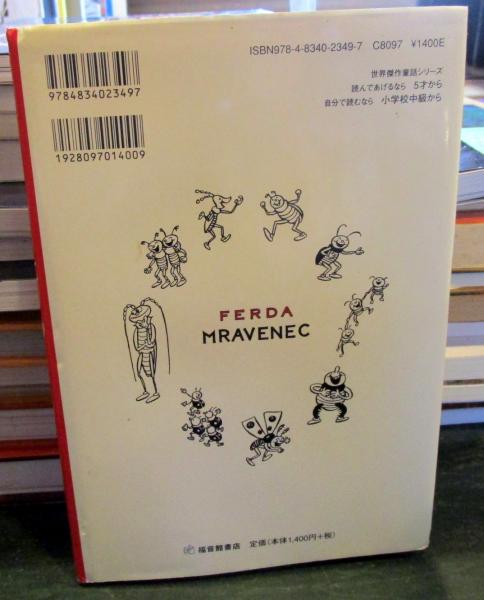 ISBN978-4-8340-2349-7 C8097 ¥1400E
9784834023497
世界傑作童話シリーズ
読んであげるなら 5才から
自分で読むなら 小学校中級から
1928097014009
FERDA
MRAVENEC
福音館書店 定価(本体1,400円+税)